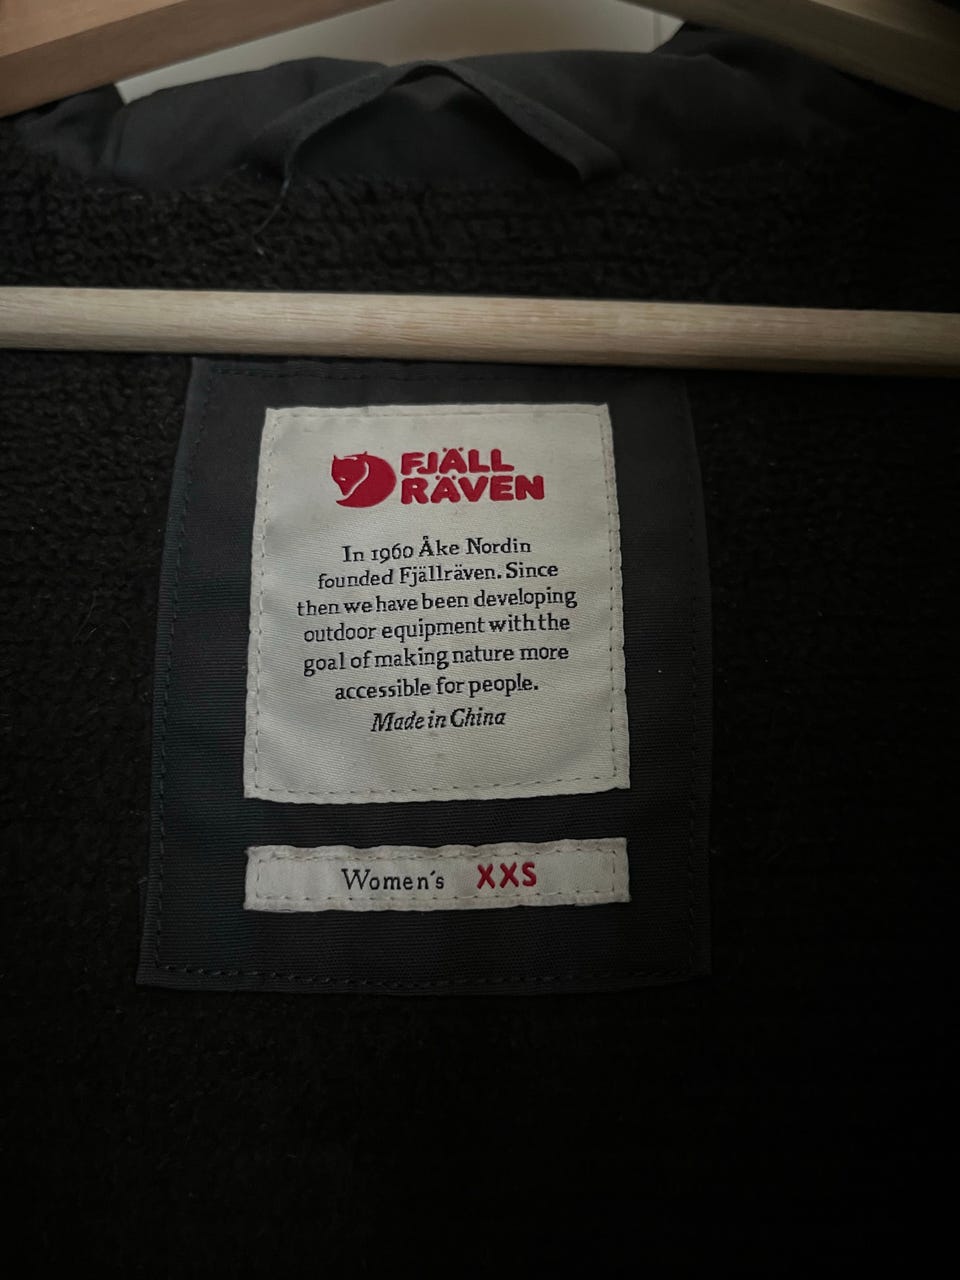 FJÄLL
RÄVEN
In 1960 Åke Nordin
founded Fjällräven. Since
then we have been developing
outdoor equipment with the
goal of making nature more
accessible for people.
Made in China
Women´s XXS